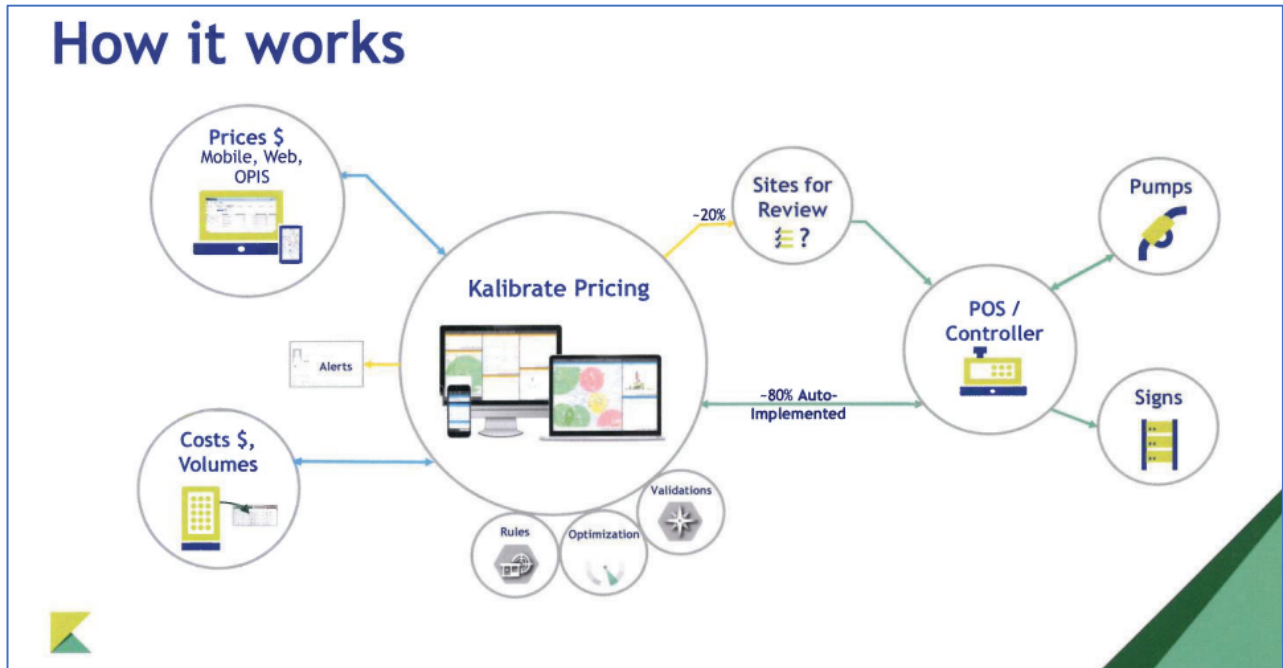 How it works
Prices $
Mobile, Web,
OPIS
Kalibrate Pricing
Alerts
Costs $,
Volumes
Rules
Optimization
Validations
~20%
Sites for
Review
?
~80% Auto-
Implemented
POS /
Controller
Pumps
Signs